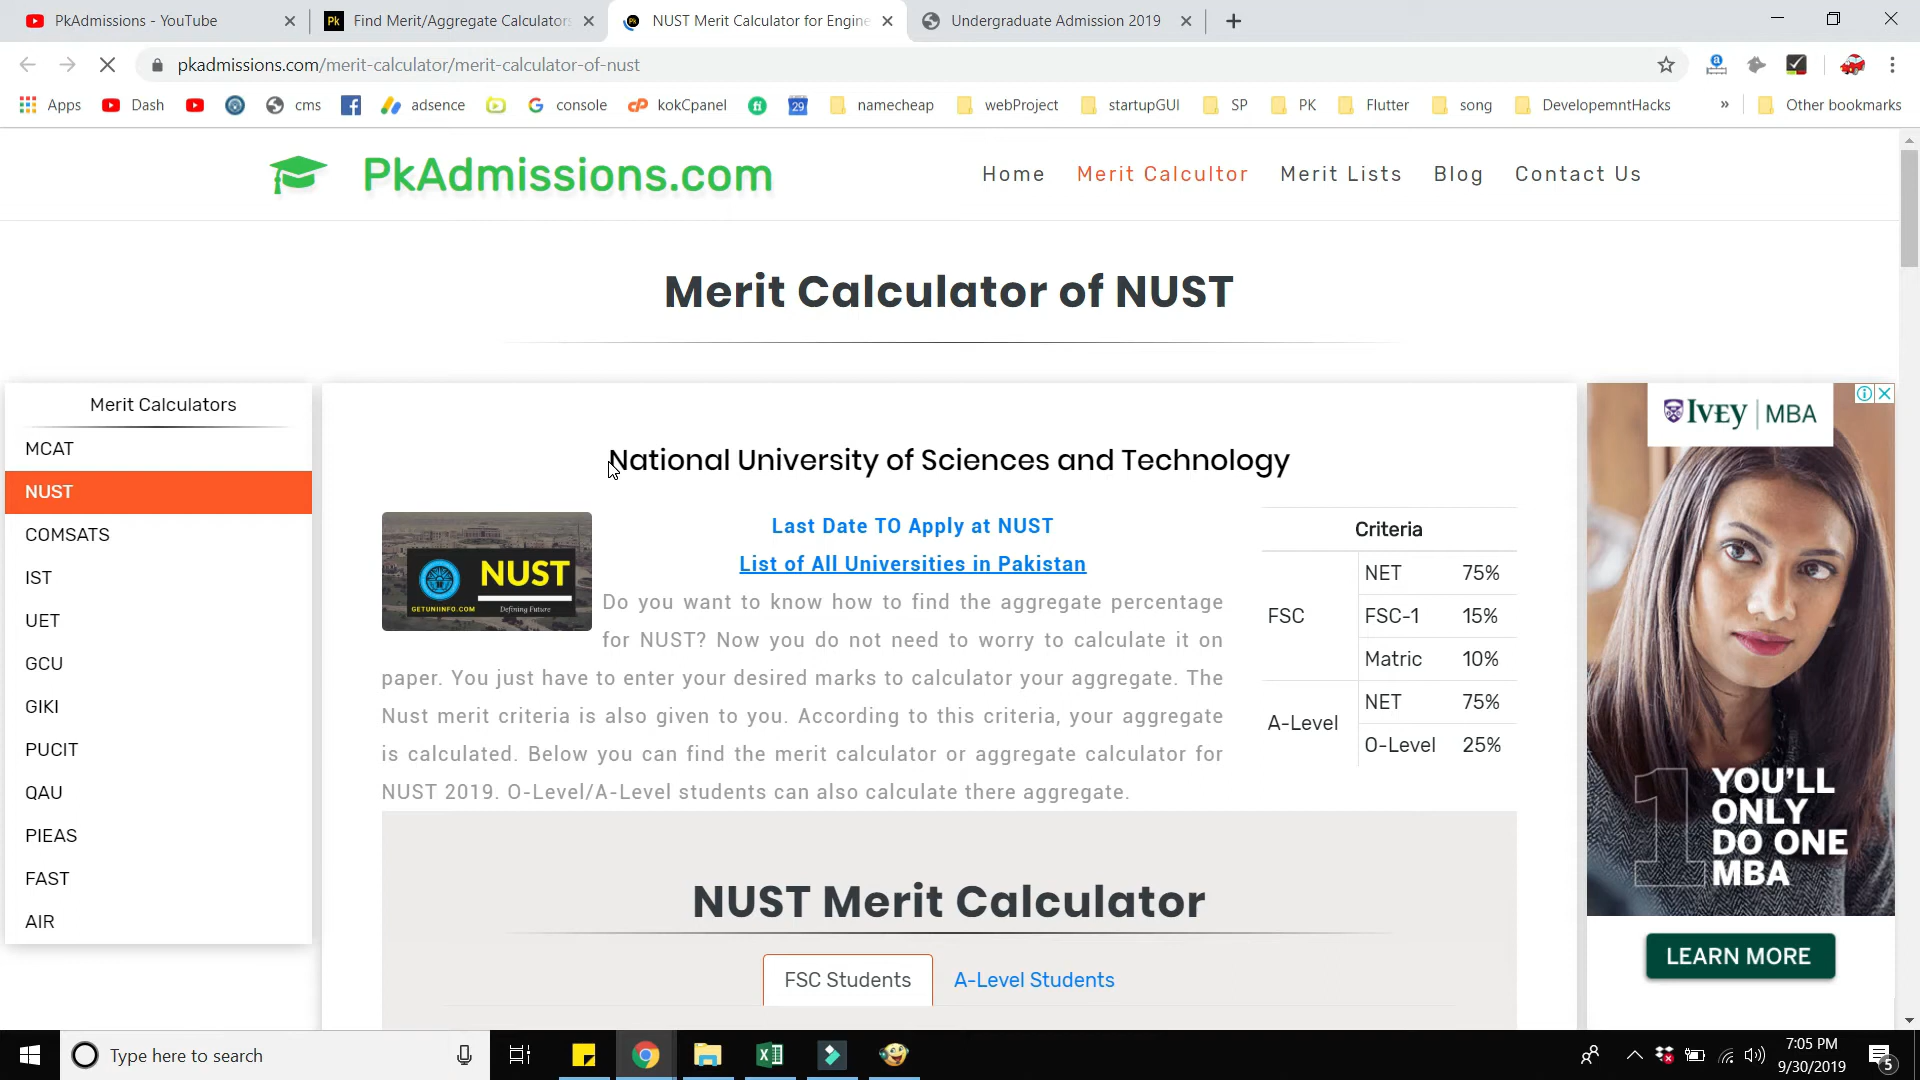 PkAdmissions - YouTube
Find Merit/Aggregate Calculators
NUST Merit Calculator for Engine
Undergraduate Admission 2019
pkadmissions.com/merit-calculator/merit-calculator-of-nust
Apps Dash cms adsence console kokCpanel 29 namecheap webProject startupGUI SP PK Flutter song DevelopemntHacks » Other bookmarks
PkAdmissions.com
Home Merit Calcultor Merit Lists Blog Contact Us
Merit Calculator of NUST
Merit Calculators
MCAT
NUST
COMSATS
IST
UET
GCU
GIKI
PUCIT
QAU
PIEAS
FAST
AIR
National University of Sciences and Technology
NUST
GETUNIINFO.COM Defining Future
Last Date TO Apply at NUST
List of All Universities in Pakistan
Do you want to know how to find the aggregate percentage
for NUST? Now you do not need to worry to calculate it on
paper. You just have to enter your desired marks to calculator your aggregate. The
Nust merit criteria is also given to you. According to this criteria, your aggregate
is calculated. Below you can find the merit calculator or aggregate calculator for
NUST 2019. O-Level/A-Level students can also calculate there aggregate.
Criteria
FSC
NET 75%
FSC-1 15%
Matric 10%
A-Level
NET 75%
O-Level 25%
NUST Merit Calculator
FSC Students A-Level Students
IVEY | MBA
1
YOU'LL
ONLY
DO ONE
MBA
LEARN MORE
Type here to search
7:05 PM
9/30/2019
5